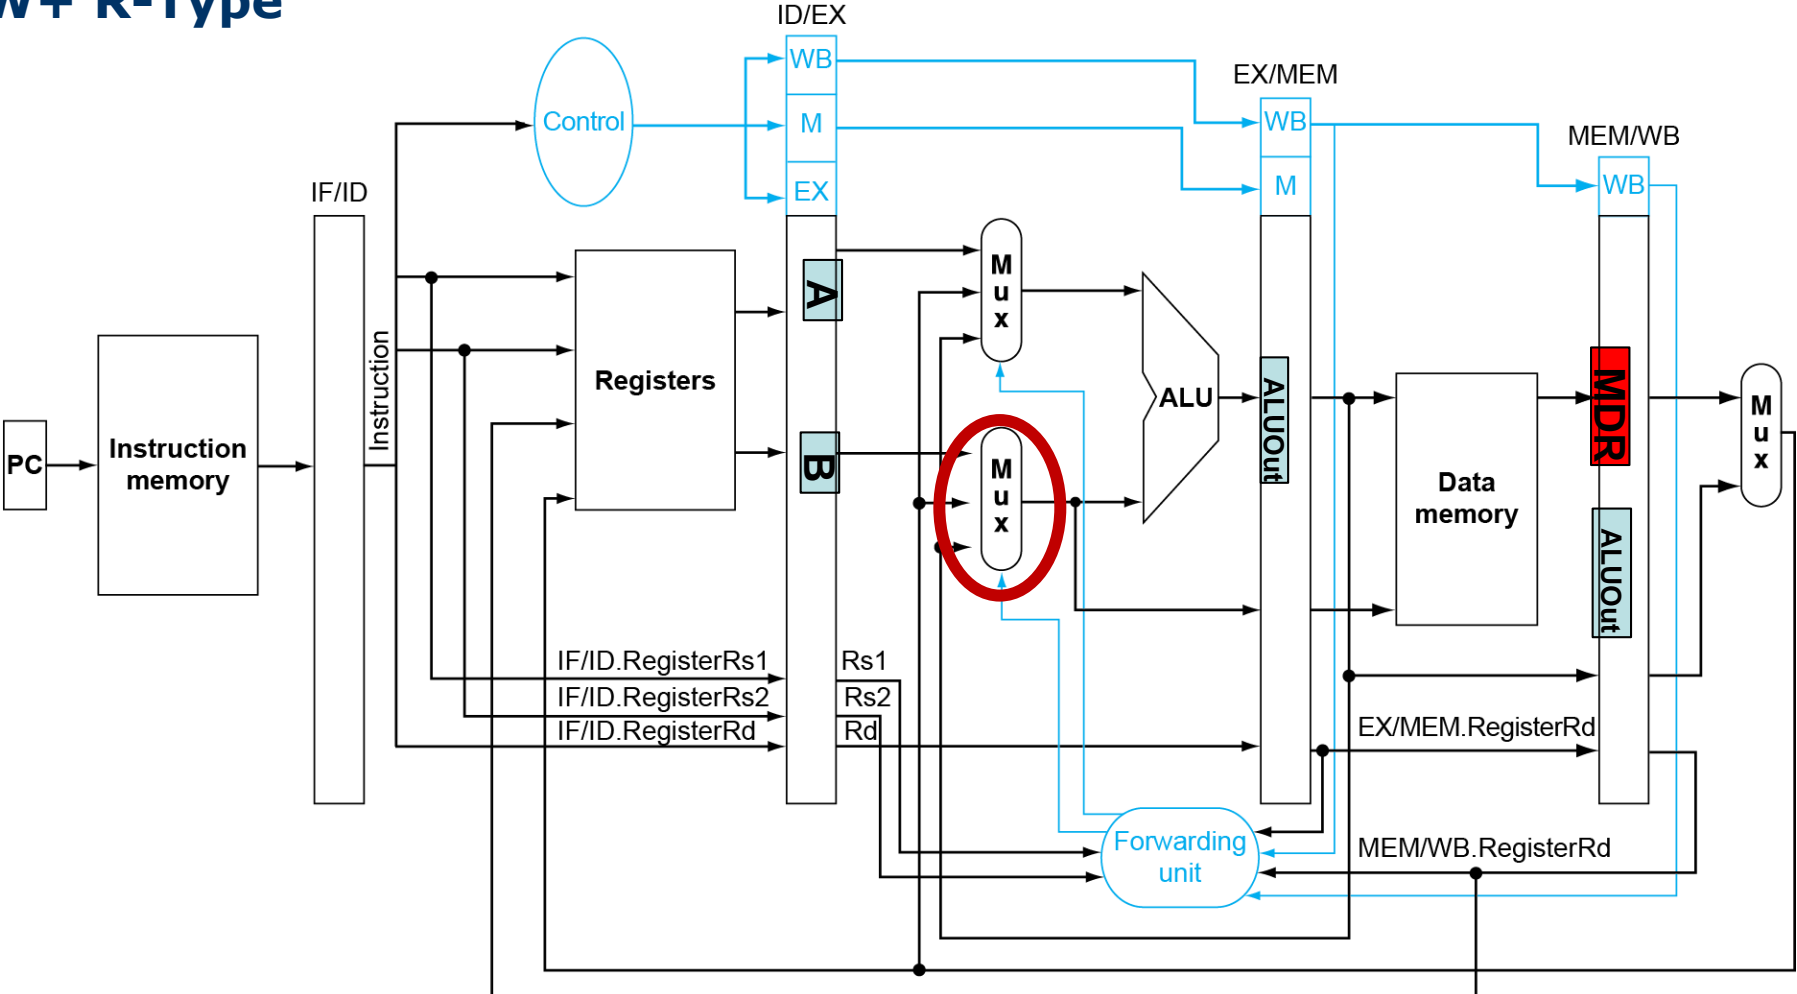 W+ R-Type
ID/EX
WB
M
EX
Control
EX/MEM
WB
M
MEM/WB
WB
IF/ID
Instruction
PC
Instruction
memory
Registers
A
B
M
u
x
M
u
x
ALU
ALUOut
Data
memory
MDR
ALUOut
M
u
x
IF/ID.RegisterRs1
IF/ID.RegisterRs2
IF/ID.RegisterRd
Rs1
Rs2
Rd
EX/MEM.RegisterRd
Forwarding
unit
MEM/WB.RegisterRd